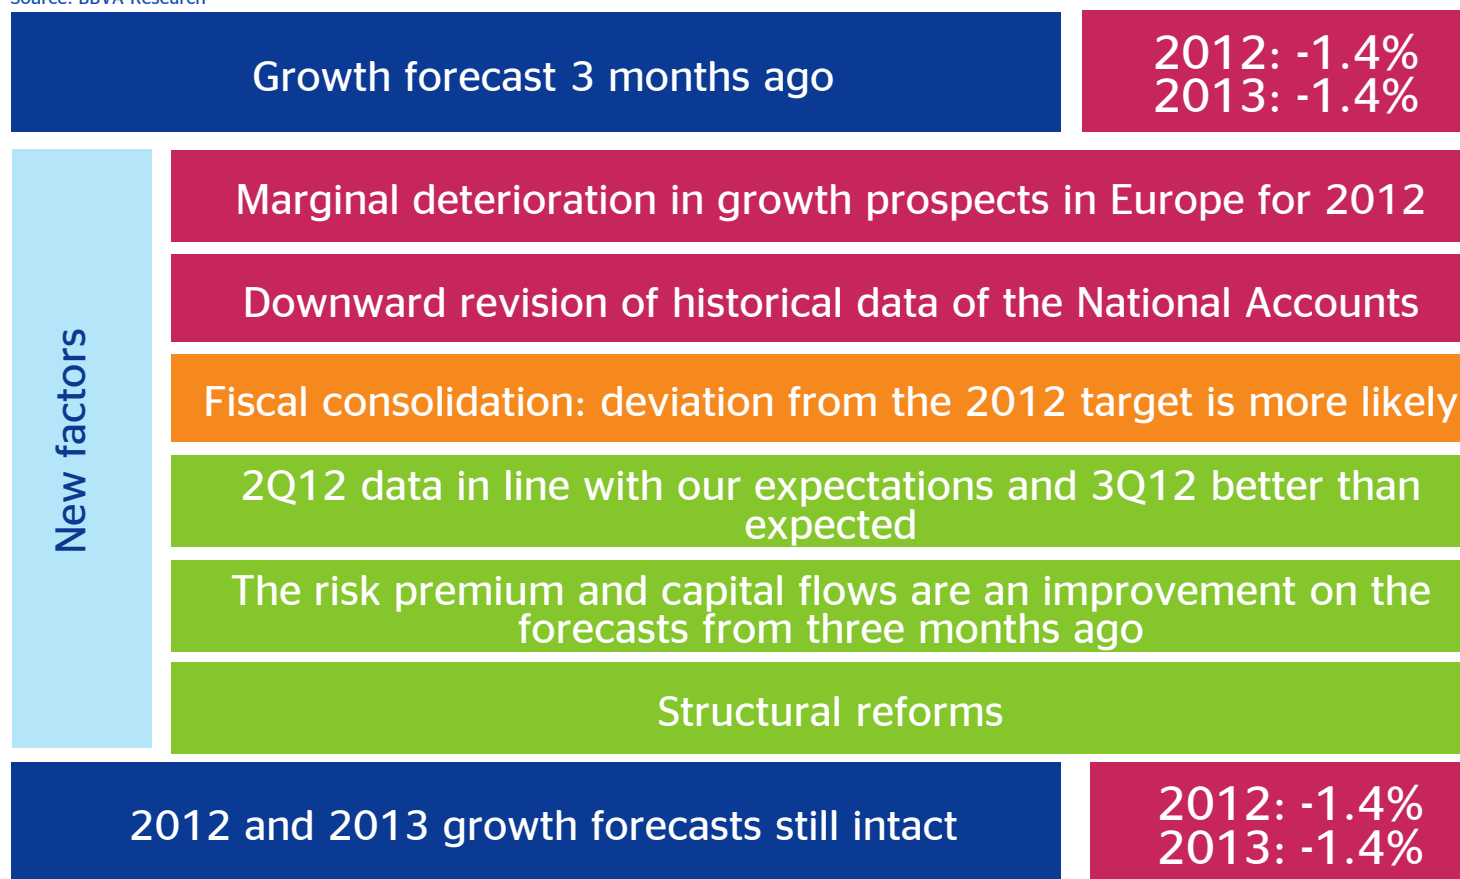 Source: BBVA Research
Growth forecast 3 months ago
2012: -1.4%
2013: -1.4%
New factors
Marginal deterioration in growth prospects in Europe for 2012
Downward revision of historical data of the National Accounts
Fiscal consolidation: deviation from the 2012 target is more likely
2Q12 data in line with our expectations and 3Q12 better than
expected
The risk premium and capital flows are an improvement on the
forecasts from three months ago
Structural reforms
2012 and 2013 growth forecasts still intact
2012: -1.4%
2013: -1.4%